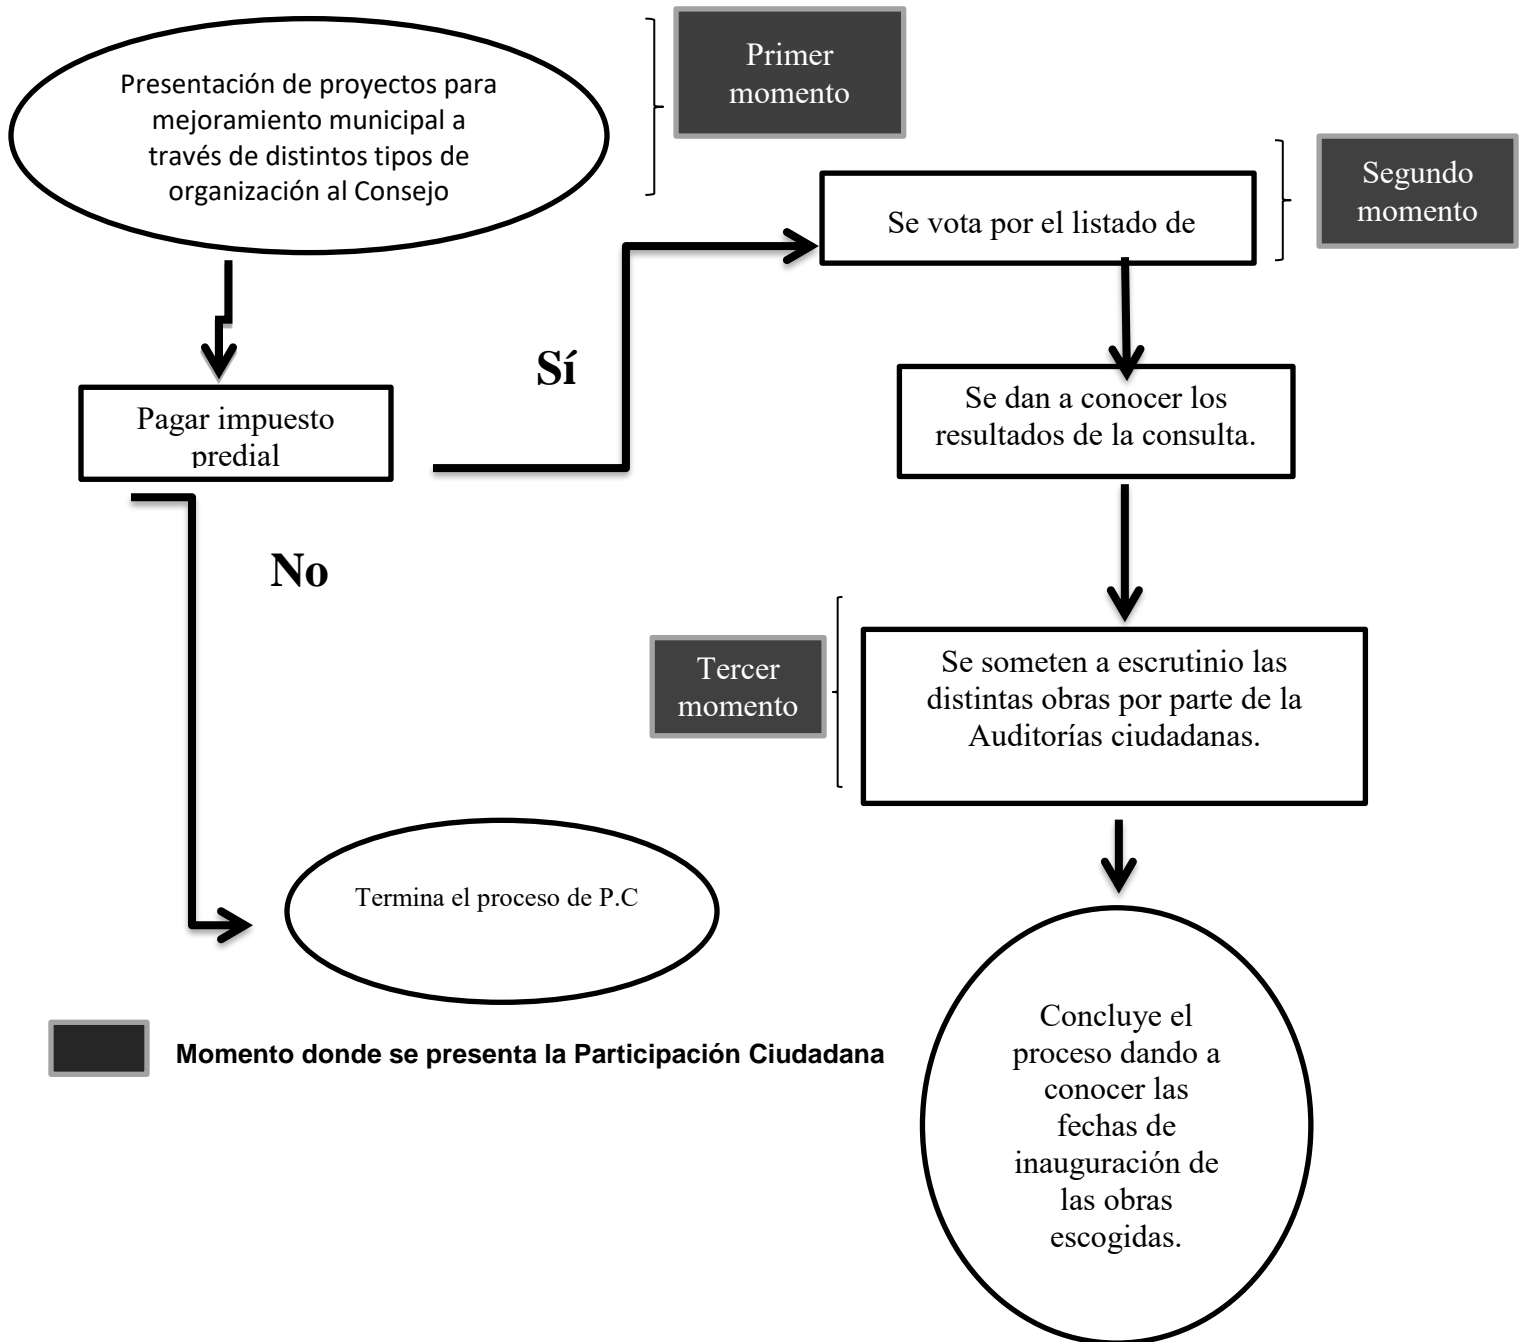 Presentación de proyectos para
mejoramiento municipal a
través de distintos tipos de
organización al Consejo
Primer
momento
Se vota por el listado de
Segundo
momento
Sí
Pagar impuesto
predial
Se dan a conocer los
resultados de la consulta.
No
Tercer
momento
Se someten a escrutinio las
distintas obras por parte de la
Auditorías ciudadanas.
Termina el proceso de P.C
Momento donde se presenta la Participación Ciudadana
Concluye el
proceso dando a
conocer las
fechas de
inauguración de
las obras
escogidas.